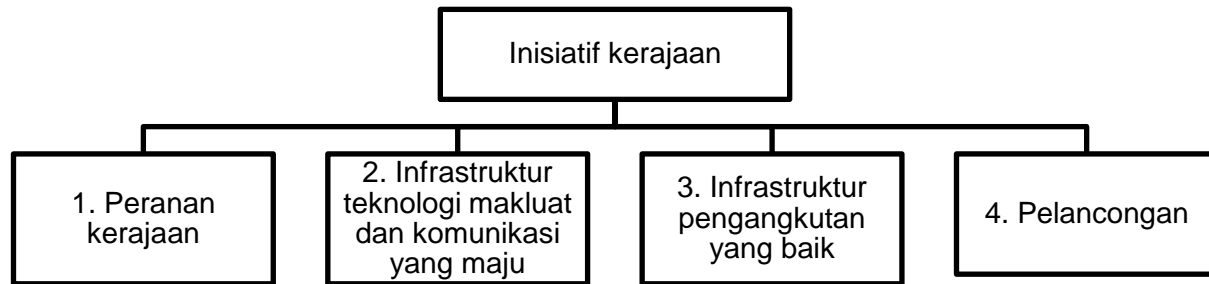 Inisiatif kerajaan
1. Peranan
kerajaan
2. Infrastruktur
teknologi makluat
dan komunikasi
yang maju
3. Infrastruktur
pengangkutan
yang baik
4. Pelancongan